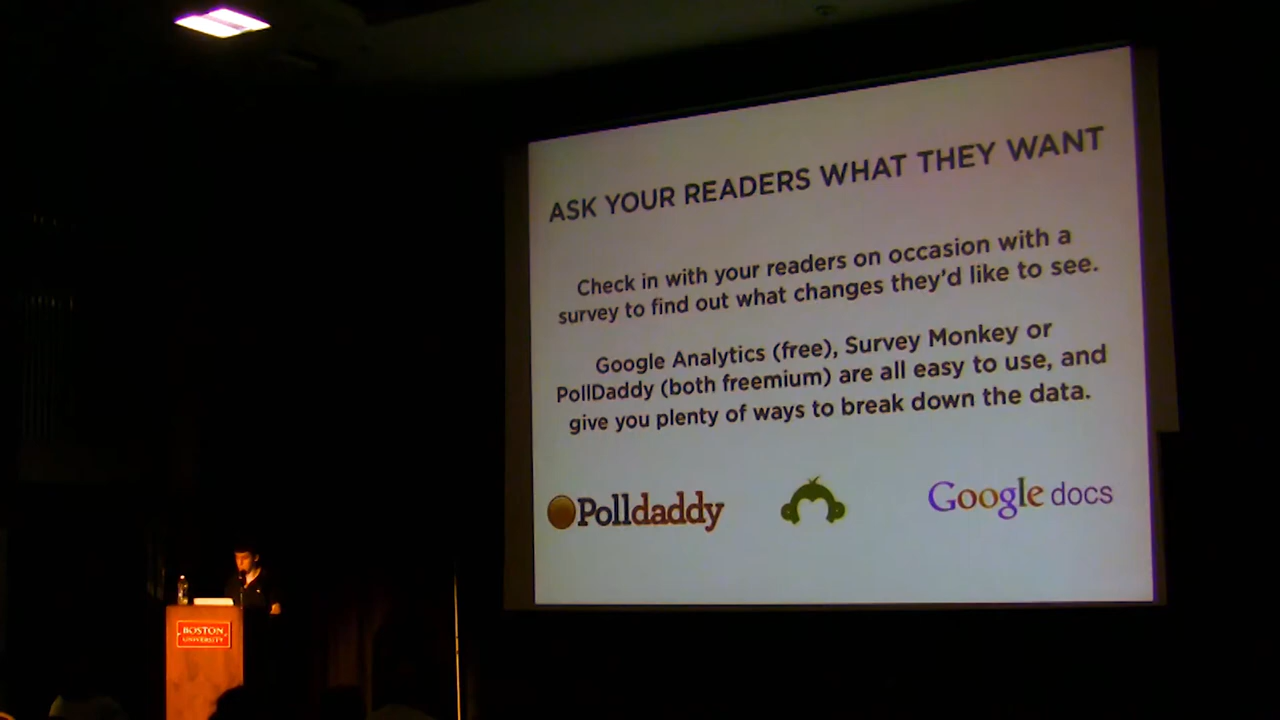 ASK YOUR READERS WHAT THEY WANT
Check in with your readers on occasion with a
survey to find out what changes they'd like to see.
Google Analytics (free), Survey Monkey or
PollDaddy (both freemium) are all easy to use, and
give you plenty of ways to break down the data.
Polldaddy
Google docs
BOSTON
UNIVERSITY